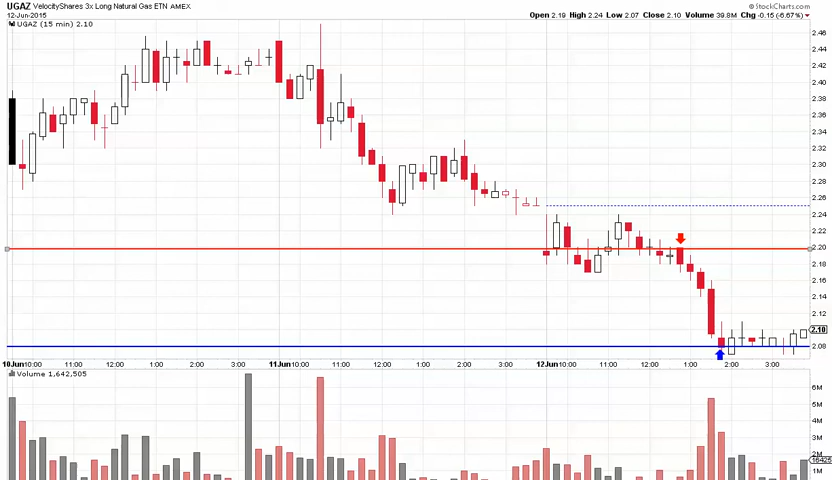 UGAZ VelocityShares 3x Long Natural Gas ETN AMEX © StockCharts.com
12-Jun-2015 Open 2.19 High 2.24 Low 2.07 Close 2.10 Volume 39.8M Chg -0.15 (-6.67%)
UGAZ (15 min) 2.10
2.46
2.44
2.42
2.40
2.38
2.36
2.34
2.32
2.30
2.28
2.26
2.24
2.22
2.20
2.18
2.16
2.14
2.12
2.10
2.08
10Jun 10:00 11:00 12:00 1:00 2:00 3:00 11Jun 10:00 11:00 12:00 1:00 2:00 3:00 12Jun 10:00 11:00 12:00 1:00 2:00 3:00
Volume 1,642,505
6M
5M
4M
3M
2M
16425
1M